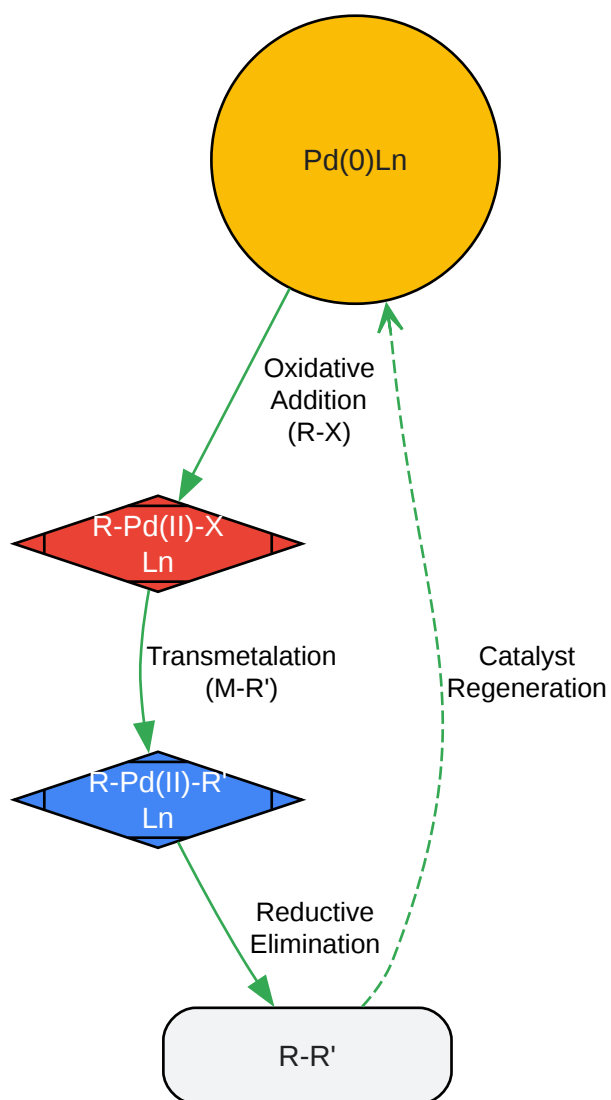 Pd(0)Ln
Oxidative
Addition
(R-X)
R-Pd(II)-X
Ln
Transmetalation
(M-R')
Catalyst
Regeneration
R-Pd(II)-R'
Ln
Reductive
Elimination
R-R'